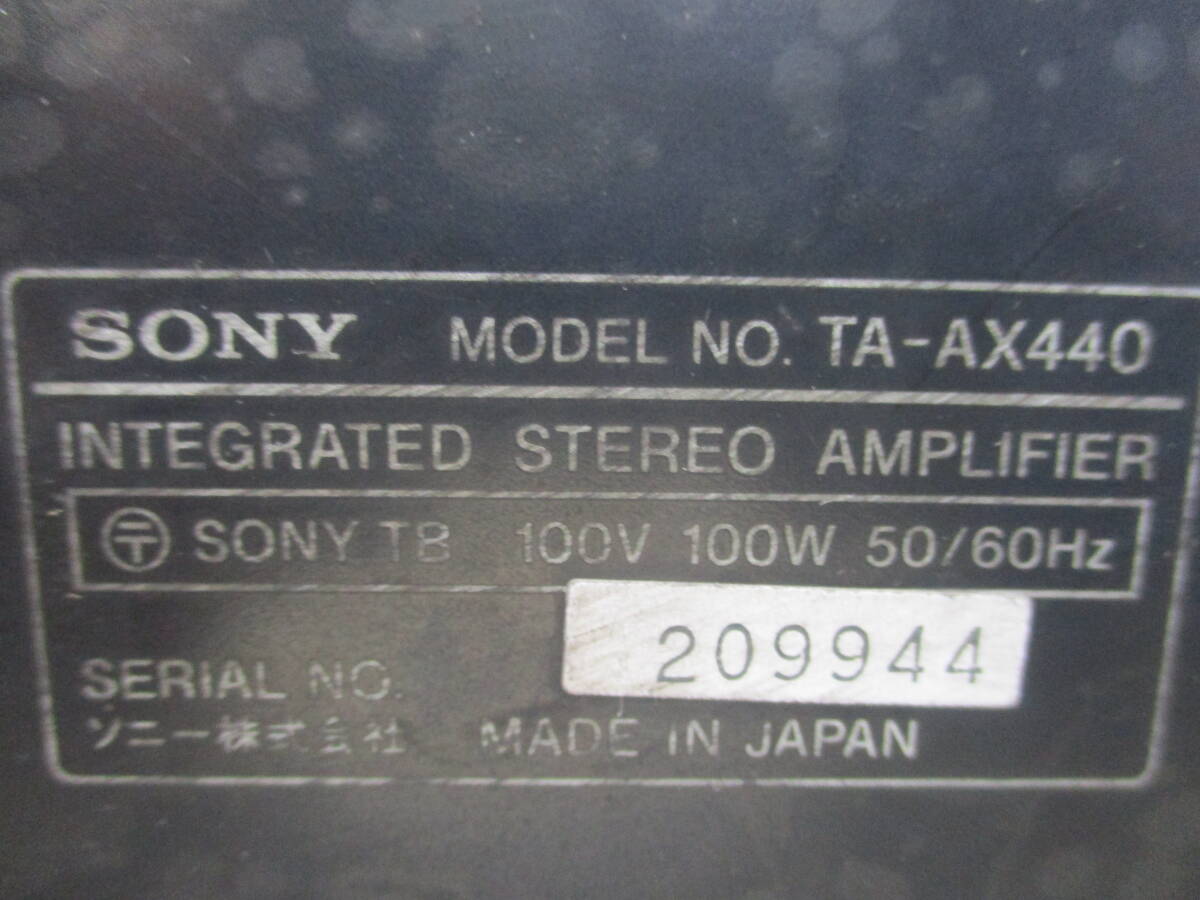 SONY MODEL NO. TA-AX440
INTEGRATED STEREO AMPLIFIER
〶 SONY TB 100V 100W 50/60Hz
SERIAL NO. 209944
ソニー株式会社 MADE IN JAPAN